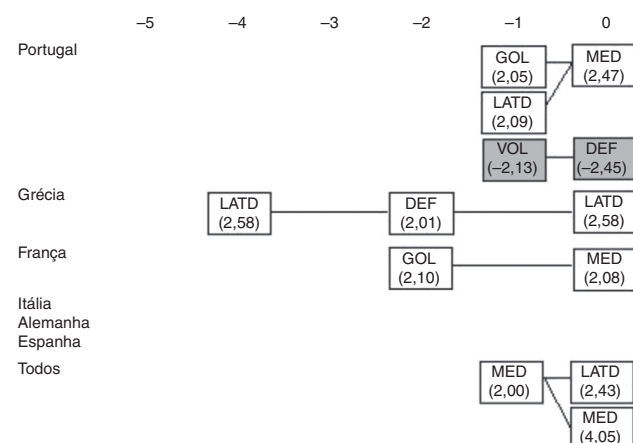 –5 –4 –3 –2 –1 0
Portugal
GOL MED
(2,05) (2,47)
LATD
(2,09)
VOL DEF
(–2,13) (–2,45)
Grécia
LATD DEF LATD
(2,58) (2,01) (2,58)
França
GOL MED
(2,10) (2,08)
Itália
Alemanha
Espanha
Todos
MED LATD
(2,00) (2,43)
MED
(4,05)